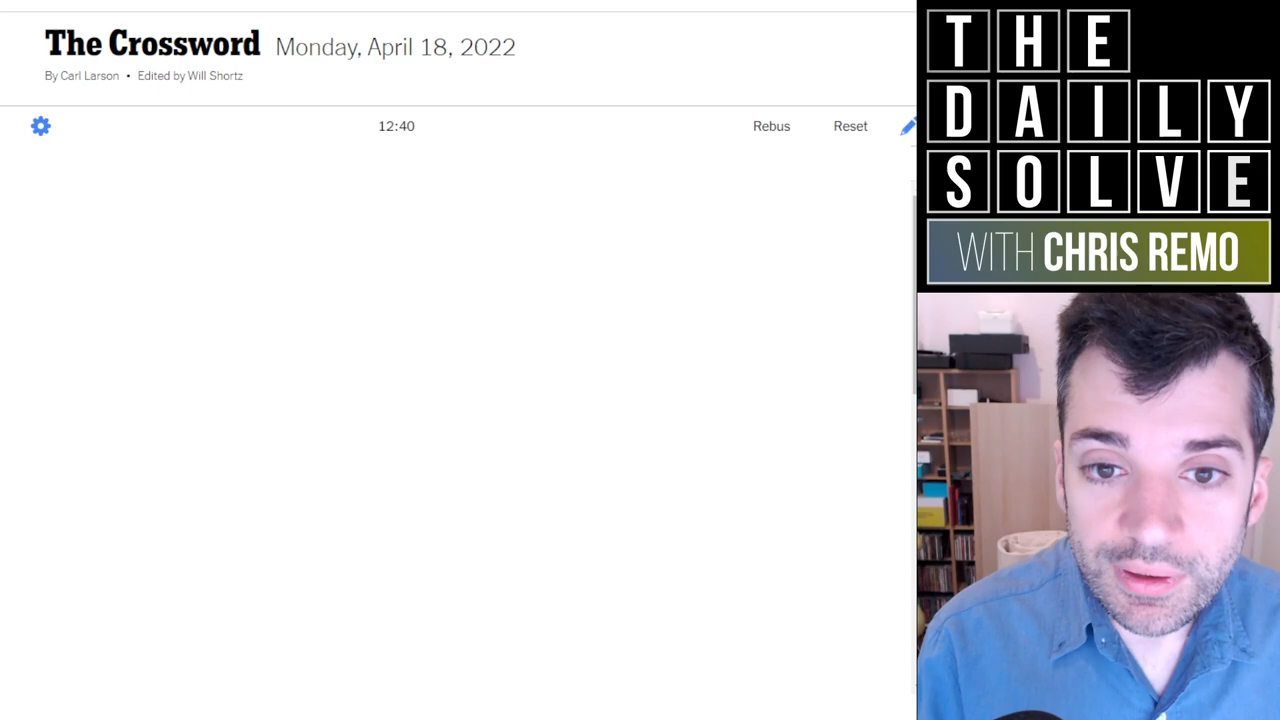 The Crossword Monday, April 18, 2022
By Carl Larson • Edited by Will Shortz
12:40 Rebus Reset
THE
DAILY
SOLVE
WITH CHRIS REMO